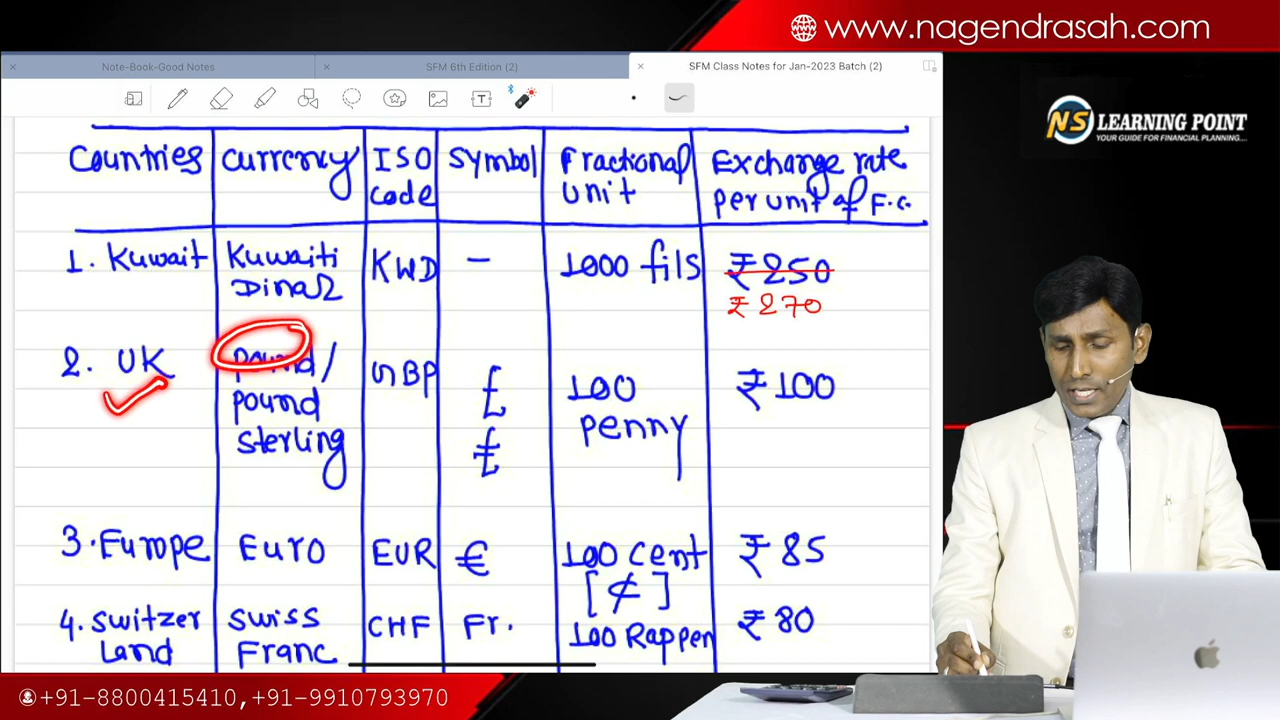 www.nagendrasah.com
Note-Book-Good Notes
SFM 6th Edition (2)
SFM Class Notes for Jan-2023 Batch (2)
NS LEARNING POINT
YOUR GUIDE FOR FINANCIAL PLANNING....
Countries Currency ISO code Symbol Fractional unit Exchange rate per unit of F.C.
1. Kuwait Kuwaiti Dinar KWD - 1000 fils ₹250
₹270
2. UK pound/ pound sterling GBP £ £ 100 penny ₹100
3. Europe Euro EUR € 100 cent [¢] ₹85
4. Switzer Land Swiss Franc CHF Fr. 100 Rappen ₹80
+91-8800415410,+91-9910793970